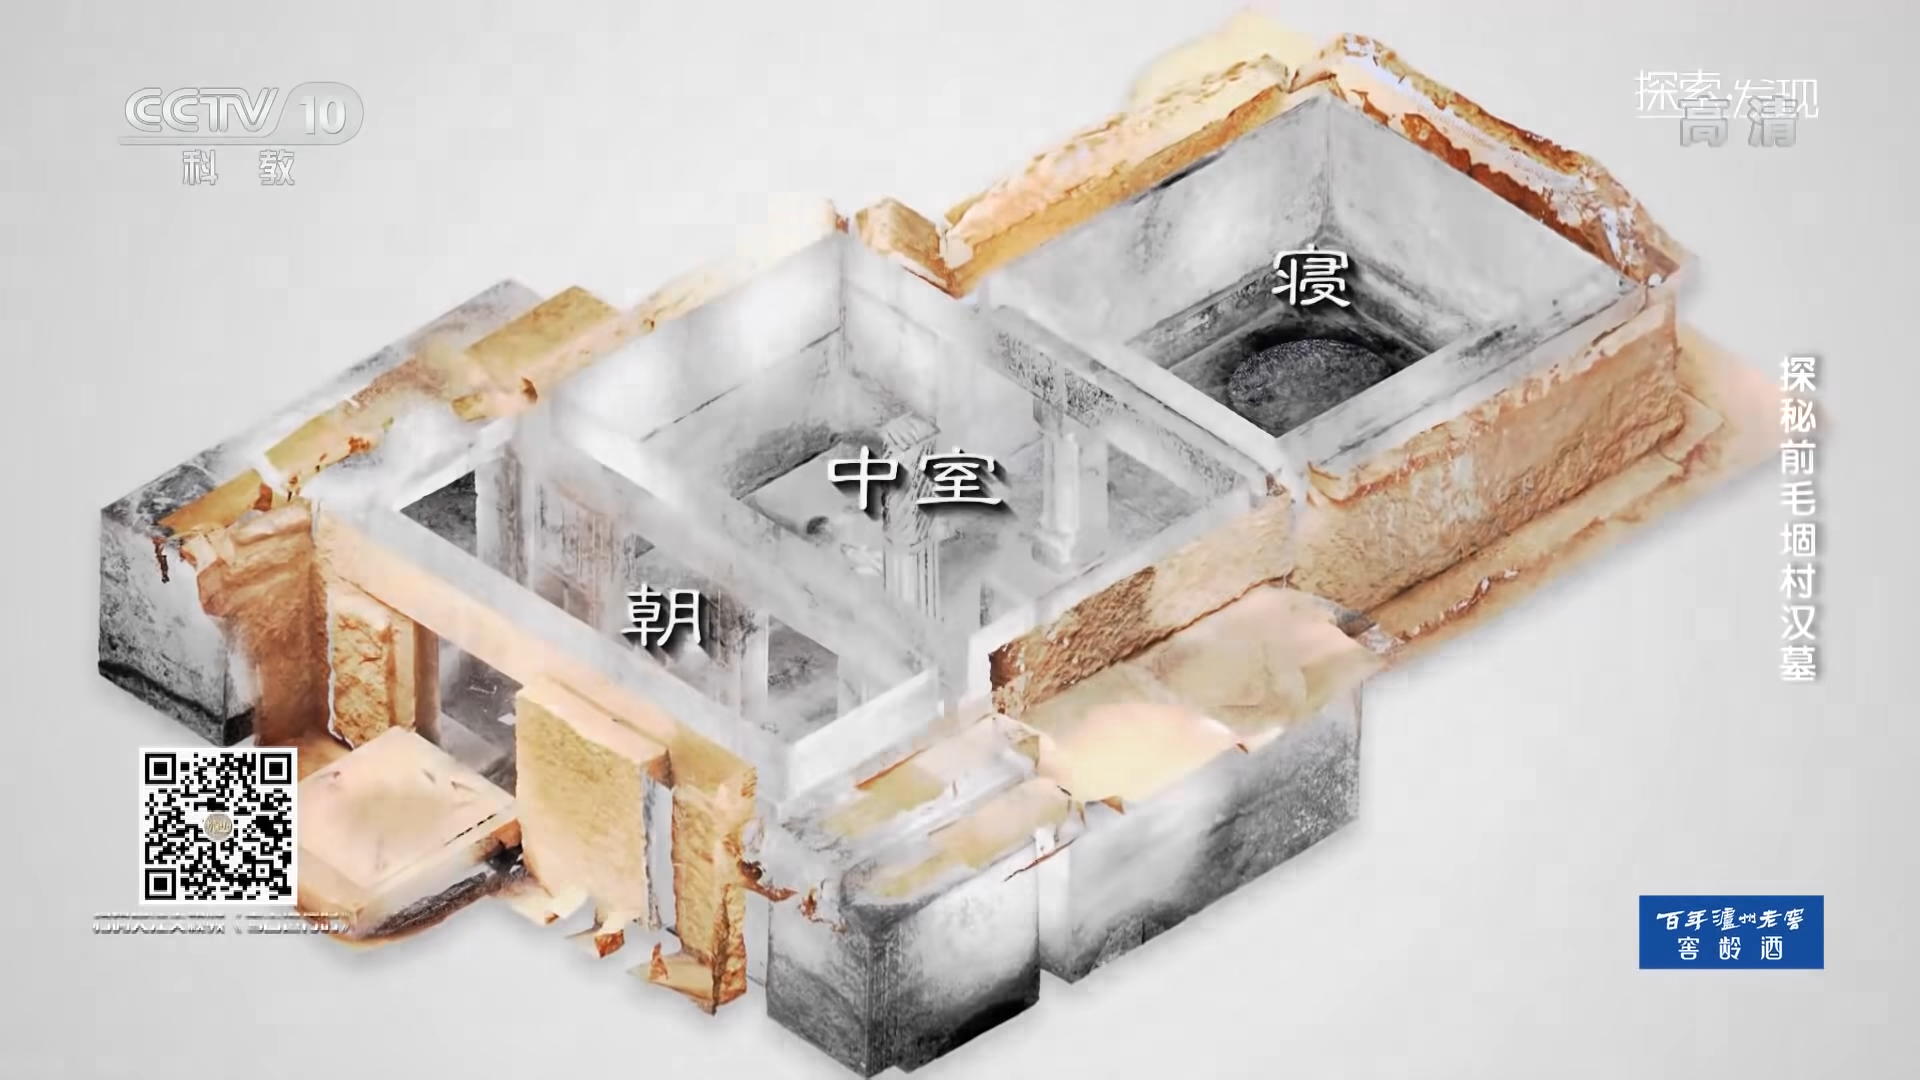 CCTV 10
科教
探索·发现
高清
寝
中室
朝
探秘前毛堌村汉墓
百年泸州老窖
窖龄酒